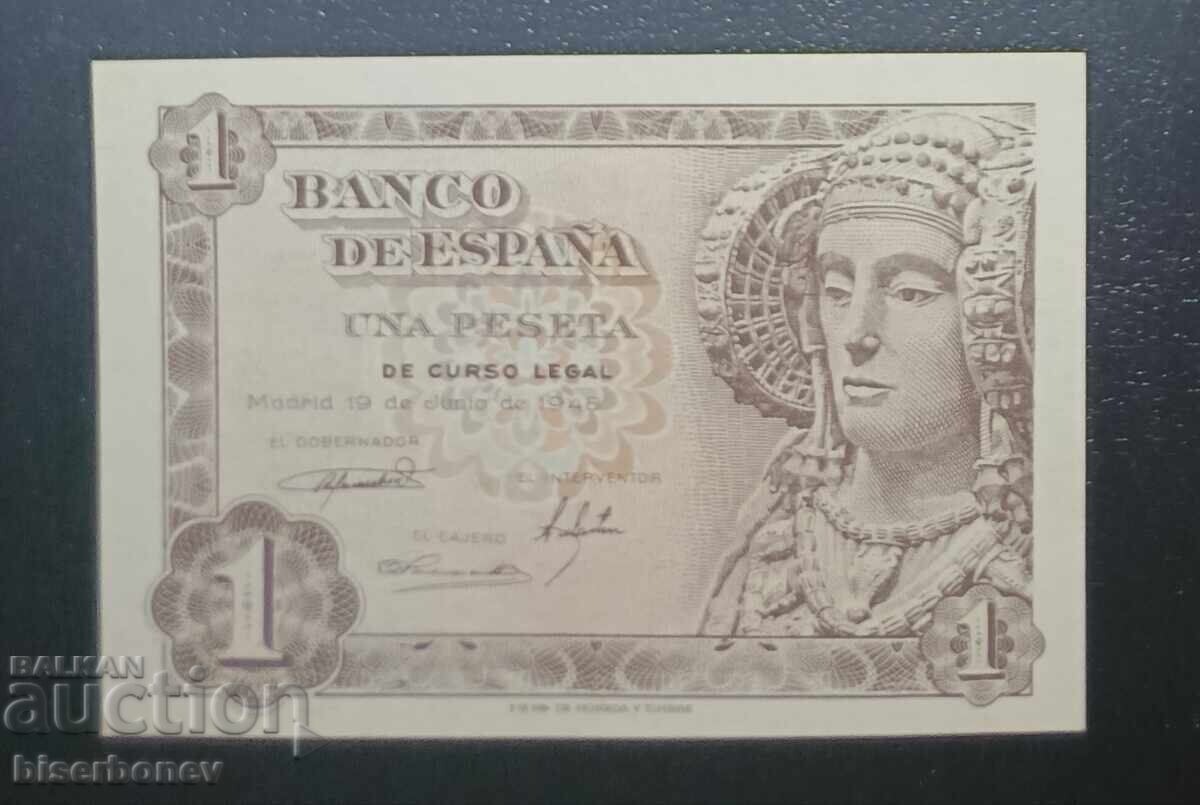 1
BANCO
DE ESPAÑA
UNA PESETA
DE CURSO LEGAL
Madrid 19 de Junio de 1948
EL GOBERNADOR
EL INTERVENTOR
EL CAJERO
1
1
Y TIMBRE
BALKAN
auction
biserbonev